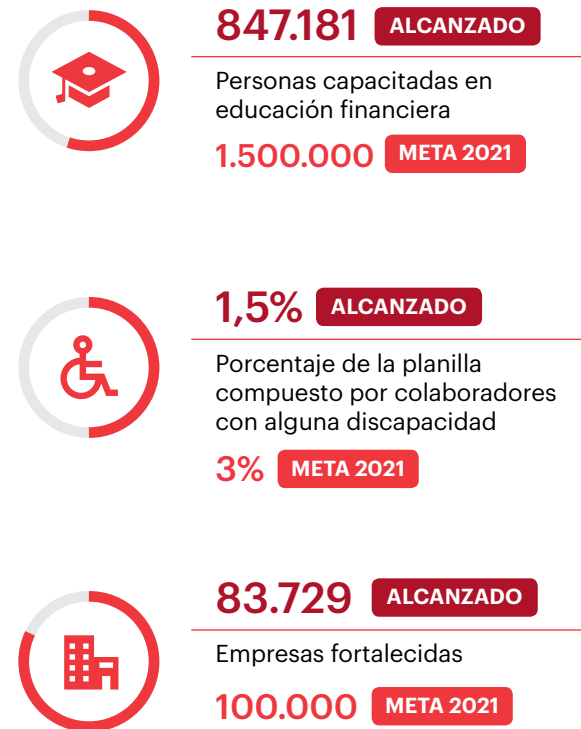 847.181 ALCANZADO
Personas capacitadas en
educación financiera
1.500.000 META 2021
1,5% ALCANZADO
Porcentaje de la planilla
compuesto por colaboradores
con alguna discapacidad
3% META 2021
83.729 ALCANZADO
Empresas fortalecidas
100.000 META 2021